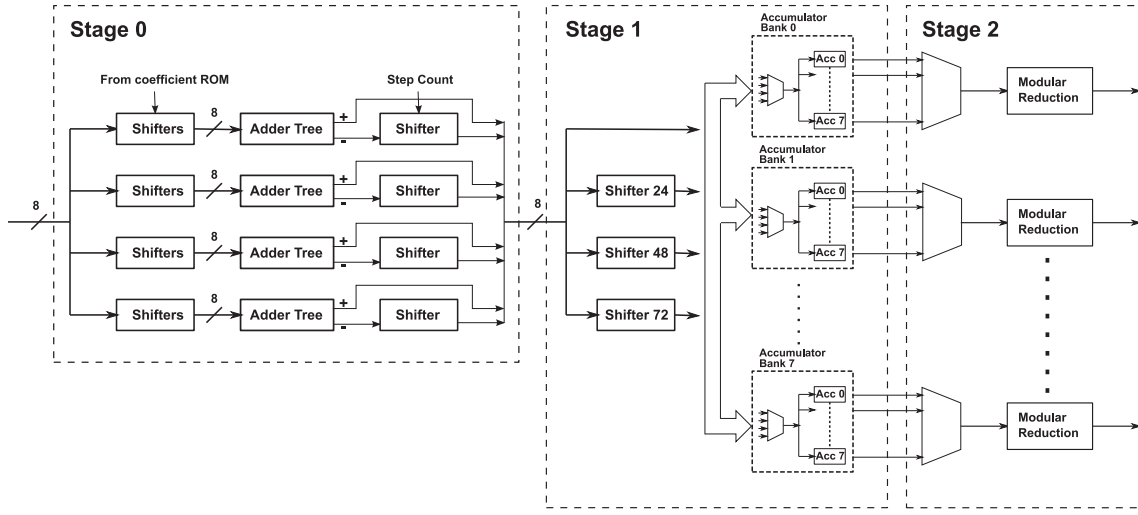 Stage 0
From coefficient ROM
Step Count
8
Shifters
8
Adder Tree
+
-
Shifter
Shifters
8
Adder Tree
+
-
Shifter
Shifters
8
Adder Tree
+
-
Shifter
Shifters
8
Adder Tree
+
-
Shifter
8
Stage 1
Shifter 24
Shifter 48
Shifter 72
Accumulator
Bank 0
Acc 0
Acc 7
Accumulator
Bank 1
Acc 0
Acc 7
Accumulator
Bank 7
Acc 0
Acc 7
Stage 2
Modular
Reduction
Modular
Reduction
Modular
Reduction